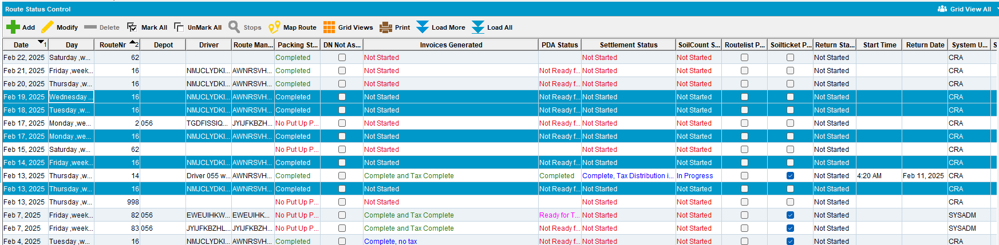 Route Status Control Grid View All
Add Modify Delete Mark All UnMark All Stops Map Route Grid Views Print Load More Load All
Date 1 Day RouteNr 2 Depot Driver Route Man... Packing St... DN Not As... Invoices Generated PDA Status Settlement Status SoilCount S... Routelist P... Soilticket P... Return Sta... Start Time Return Date System U... S
Feb 22, 2025 Saturday ,w... 62 Completed Not Started Not Started Not Started Not Started CRA
Feb 21, 2025 Friday ,week... 16 NMJCLYDKI... AWNRSVH... Completed Not Started Not Ready f... Not Started Not Started Not Started CRA
Feb 20, 2025 Thursday ,w... 16 NMJCLYDKI... AWNRSVH... Completed Not Started Not Ready f... Not Started Not Started Not Started CRA
Feb 19, 2025 Wednesday ... 16 NMJCLYDKI... AWNRSVH... Completed Not Started Not Ready f... Not Started Not Started Not Started CRA
Feb 18, 2025 Tuesday ,w... 16 NMJCLYDKI... AWNRSVH... Completed Not Started Not Ready f... Not Started Not Started Not Started CRA
Feb 17, 2025 Monday ,we... 2 056 TGDFISSIQ... JYIJFKBZH... No Put Up P... Not Started Not Ready f... Not Started Not Started Not Started CRA
Feb 17, 2025 Monday ,we... 16 NMJCLYDKI... AWNRSVH... Completed Not Started Not Ready f... Not Started Not Started Not Started CRA
Feb 15, 2025 Saturday ,w... 62 No Put Up P... Not Started Not Started Not Started Not Started CRA
Feb 14, 2025 Friday ,week... 16 NMJCLYDKI... AWNRSVH... Completed Not Started Not Ready f... Not Started Not Started Not Started CRA
Feb 13, 2025 Thursday ,w... 14 Driver 055 w... AWNRSVH... Completed Complete and Tax Complete Completed Complete, Tax Distribution i... In Progress Not Started 4:20 AM Feb 11, 2025 CRA
Feb 13, 2025 Thursday ,w... 16 NMJCLYDKI... AWNRSVH... Completed Not Started Not Ready f... Not Started Not Started Not Started CRA
Feb 13, 2025 Thursday ,w... 998 No Put Up P... Not Started Not Started Not Started Not Started CRA
Feb 7, 2025 Friday ,week... 82 056 EWEUIHKW... EWEUIHK... No Put Up P... Complete and Tax Complete Ready for T... Not Started Not Started Not Started SYSADM
Feb 7, 2025 Friday ,week... 83 056 JYIJFKBZHL... JYIJFKBZH... No Put Up P... Complete and Tax Complete Not Ready f... Not Started Not Started Not Started SYSADM
Feb 4, 2025 Tuesday ,w... 16 NMJCLYDKI... AWNRSVH... Completed Complete, no tax Not Ready f... Not Started Not Started Not Started CRA